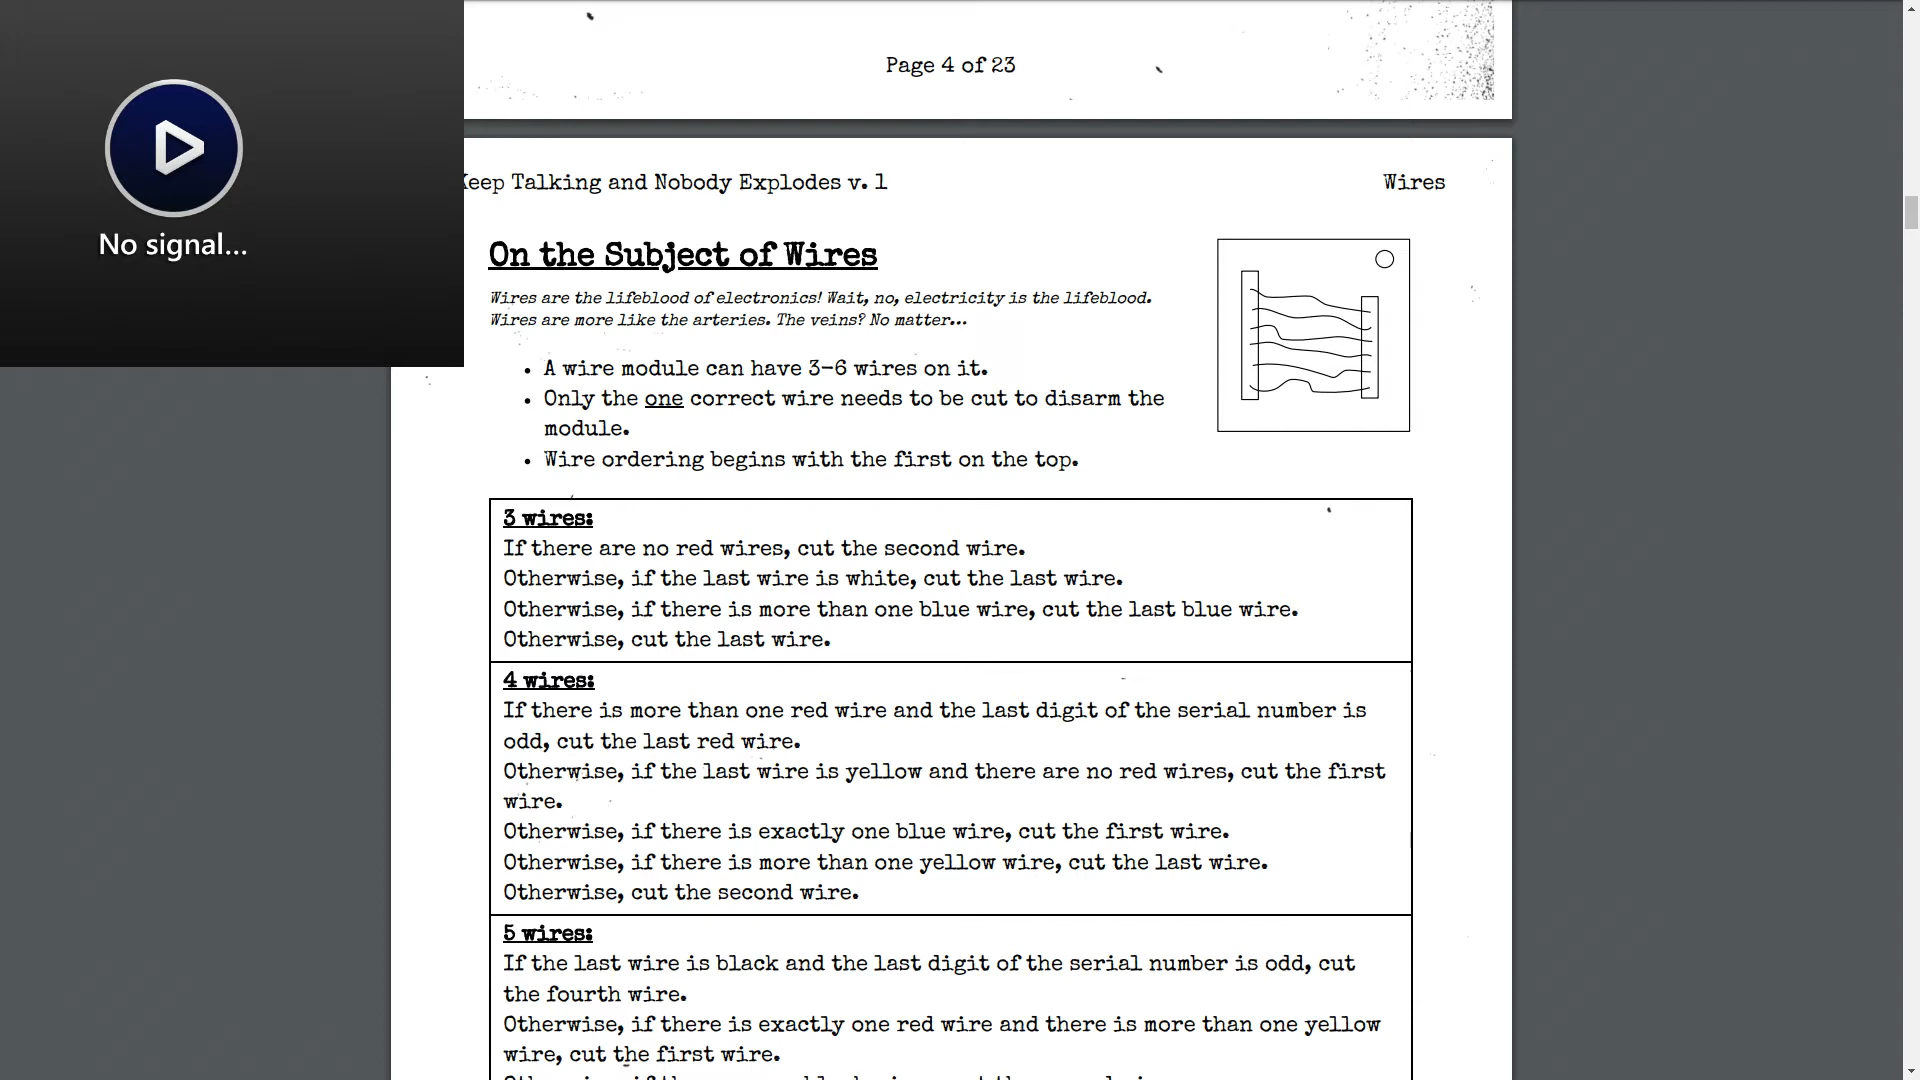 Page 4 of 23
No signal...
Keep Talking and Nobody Explodes v. 1
Wires
On the Subject of Wires
Wires are the lifeblood of electronics! Wait, no, electricity is the lifeblood.
Wires are more like the arteries. The veins? No matter...
• A wire module can have 3-6 wires on it.
• Only the one correct wire needs to be cut to disarm the
module.
• Wire ordering begins with the first on the top.
3 wires:
If there are no red wires, cut the second wire.
Otherwise, if the last wire is white, cut the last wire.
Otherwise, if there is more than one blue wire, cut the last blue wire.
Otherwise, cut the last wire.
4 wires:
If there is more than one red wire and the last digit of the serial number is
odd, cut the last red wire.
Otherwise, if the last wire is yellow and there are no red wires, cut the first
wire.
Otherwise, if there is exactly one blue wire, cut the first wire.
Otherwise, if there is more than one yellow wire, cut the last wire.
Otherwise, cut the second wire.
5 wires:
If the last wire is black and the last digit of the serial number is odd, cut
the fourth wire.
Otherwise, if there is exactly one red wire and there is more than one yellow
wire, cut the first wire.